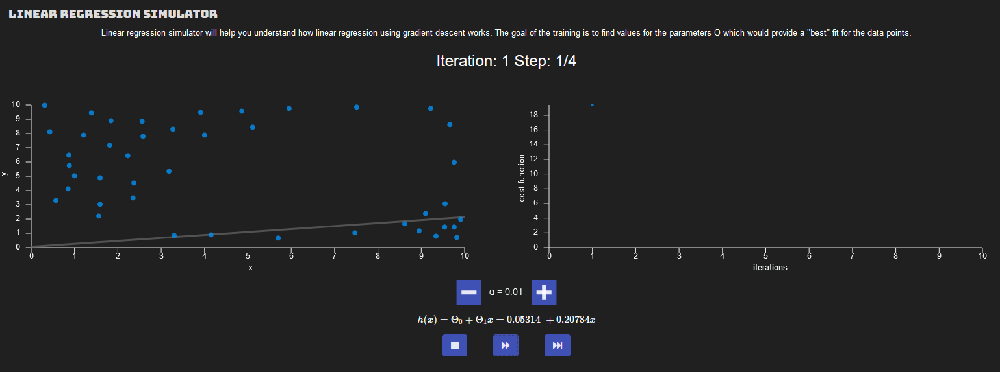 LINEAR REGRESSION SIMULATOR
Linear regression simulator will help you understand how linear regression using gradient descent works. The goal of the training is to find values for the parameters Θ which would provide a "best" fit for the data points.
Iteration: 1 Step: 1/4
10
9
8
7
6
5
4
3
2
1
0
y
0 1 2 3 4 5 6 7 8 9 10
x
18
16
14
12
10
8
6
4
2
0
cost function
0 1 2 3 4 5 6 7 8 9 10
iterations
α = 0.01
h(x) = Θ₀ + Θ₁x = 0.05314 + 0.20784x